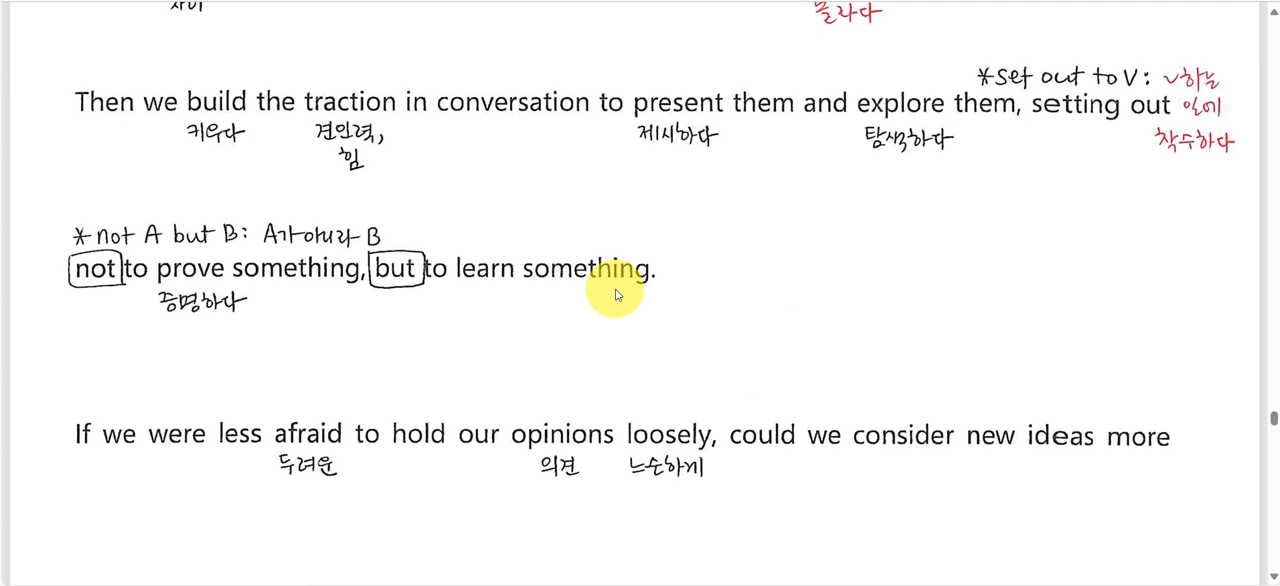 사이
몰라다
*set out to V: ~하는
Then we build the traction in conversation to present them and explore them, setting out 일에
키우다 견인력, 제시하다 탐색하다 착수하다
힘
*not A but B: A가 아니라 B
not to prove something, but to learn something.
증명하다
If we were less afraid to hold our opinions loosely, could we consider new ideas more
두려운 의견 느슨하게